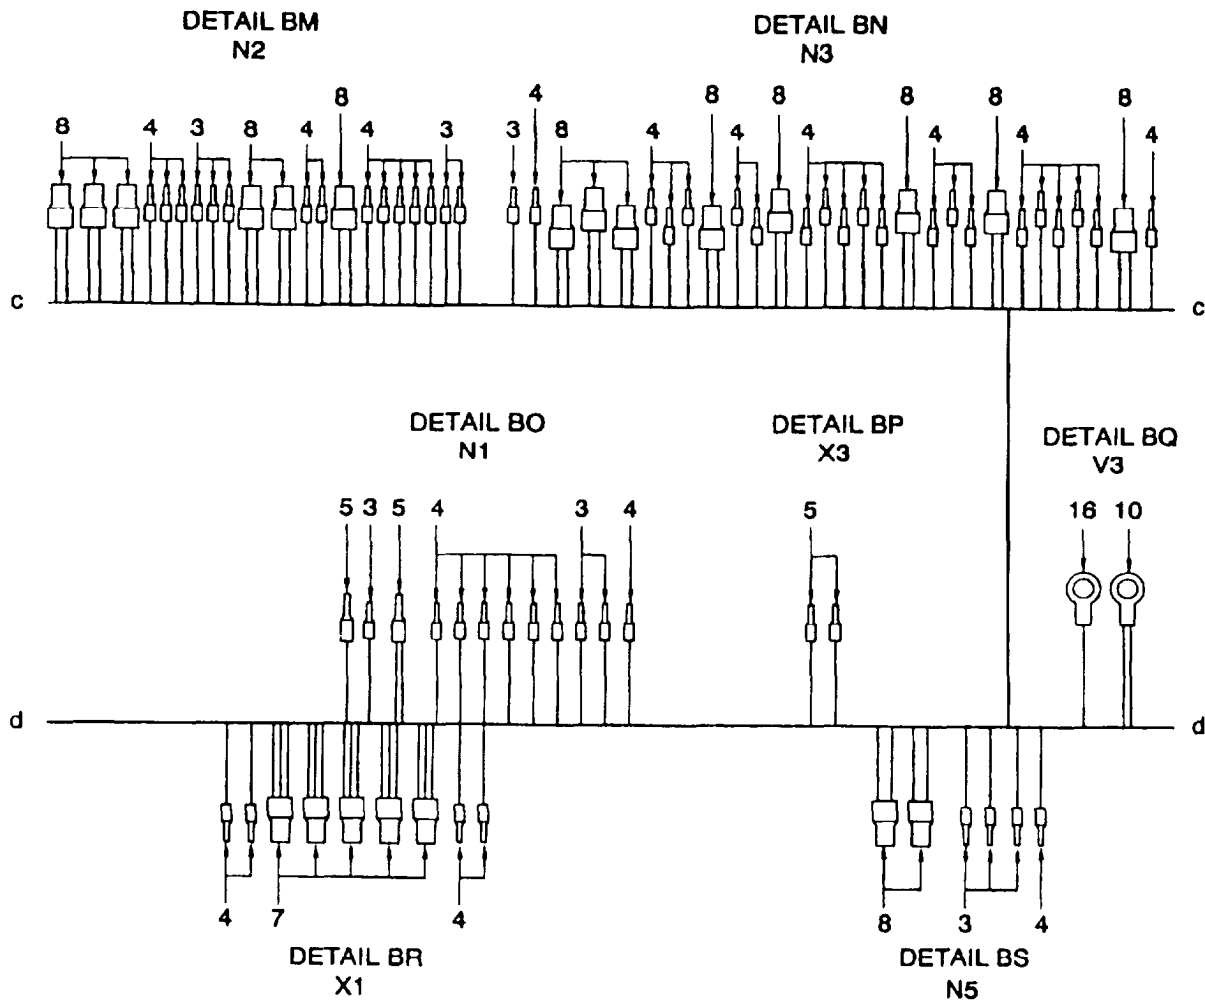 DETAIL BM
N2
DETAIL BN
N3
8 4 3 8 4 8 4 3 3 4 8 4 8 4 8 4 8 4 8 4 8 4
c c
DETAIL BO
N1
DETAIL BP
X3
DETAIL BQ
V3
5 3 5 4 3 4 5 16 10
d d
4 7 4 8 3 4
DETAIL BR
X1
DETAIL BS
N5